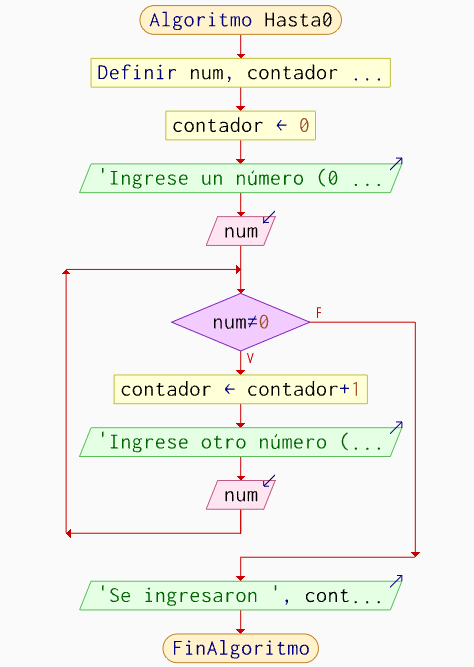 Algoritmo Hasta0
Definir num, contador ...
contador ← 0
'Ingrese un número (0 ...
num
num≠0
F
V
contador ← contador+1
'Ingrese otro número (...
num
'Se ingresaron ', cont...
FinAlgoritmo